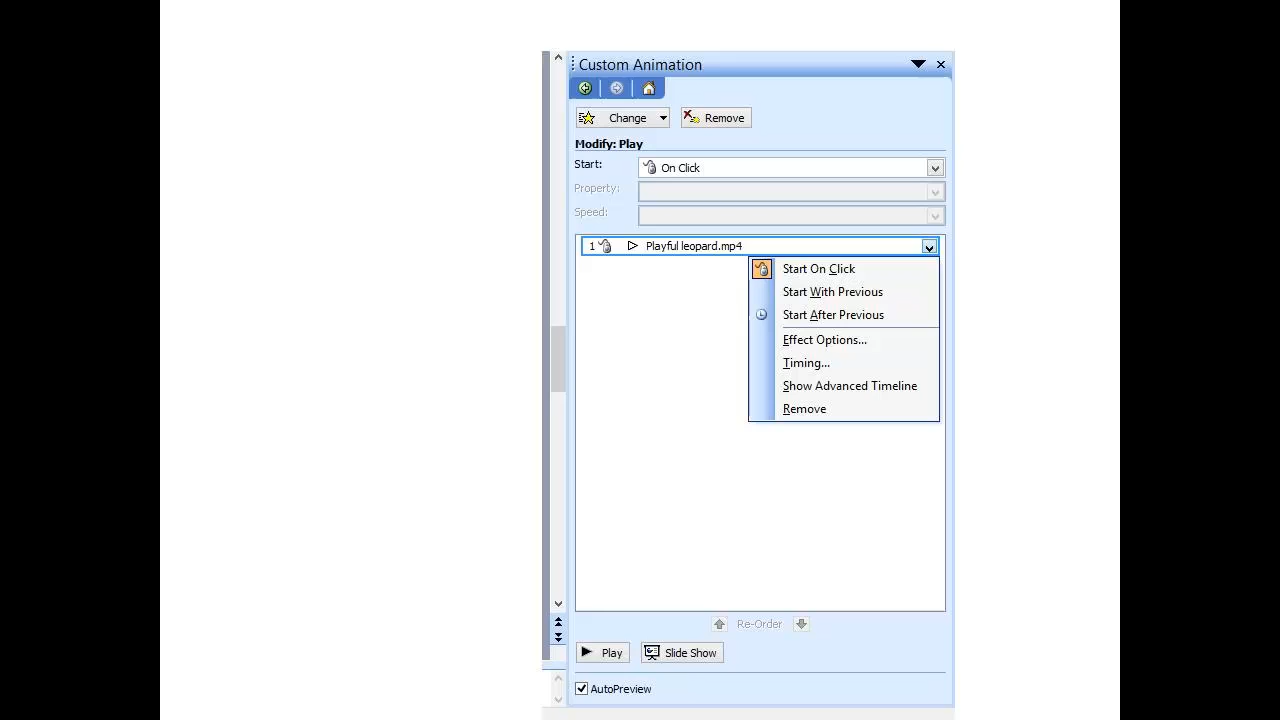 Custom Animation
Change
Remove
Modify: Play
Start:
On Click
Property:
Speed:
1
Playful leopard.mp4
Start On Click
Start With Previous
Start After Previous
Effect Options...
Timing...
Show Advanced Timeline
Remove
Re-Order
Play
Slide Show
AutoPreview